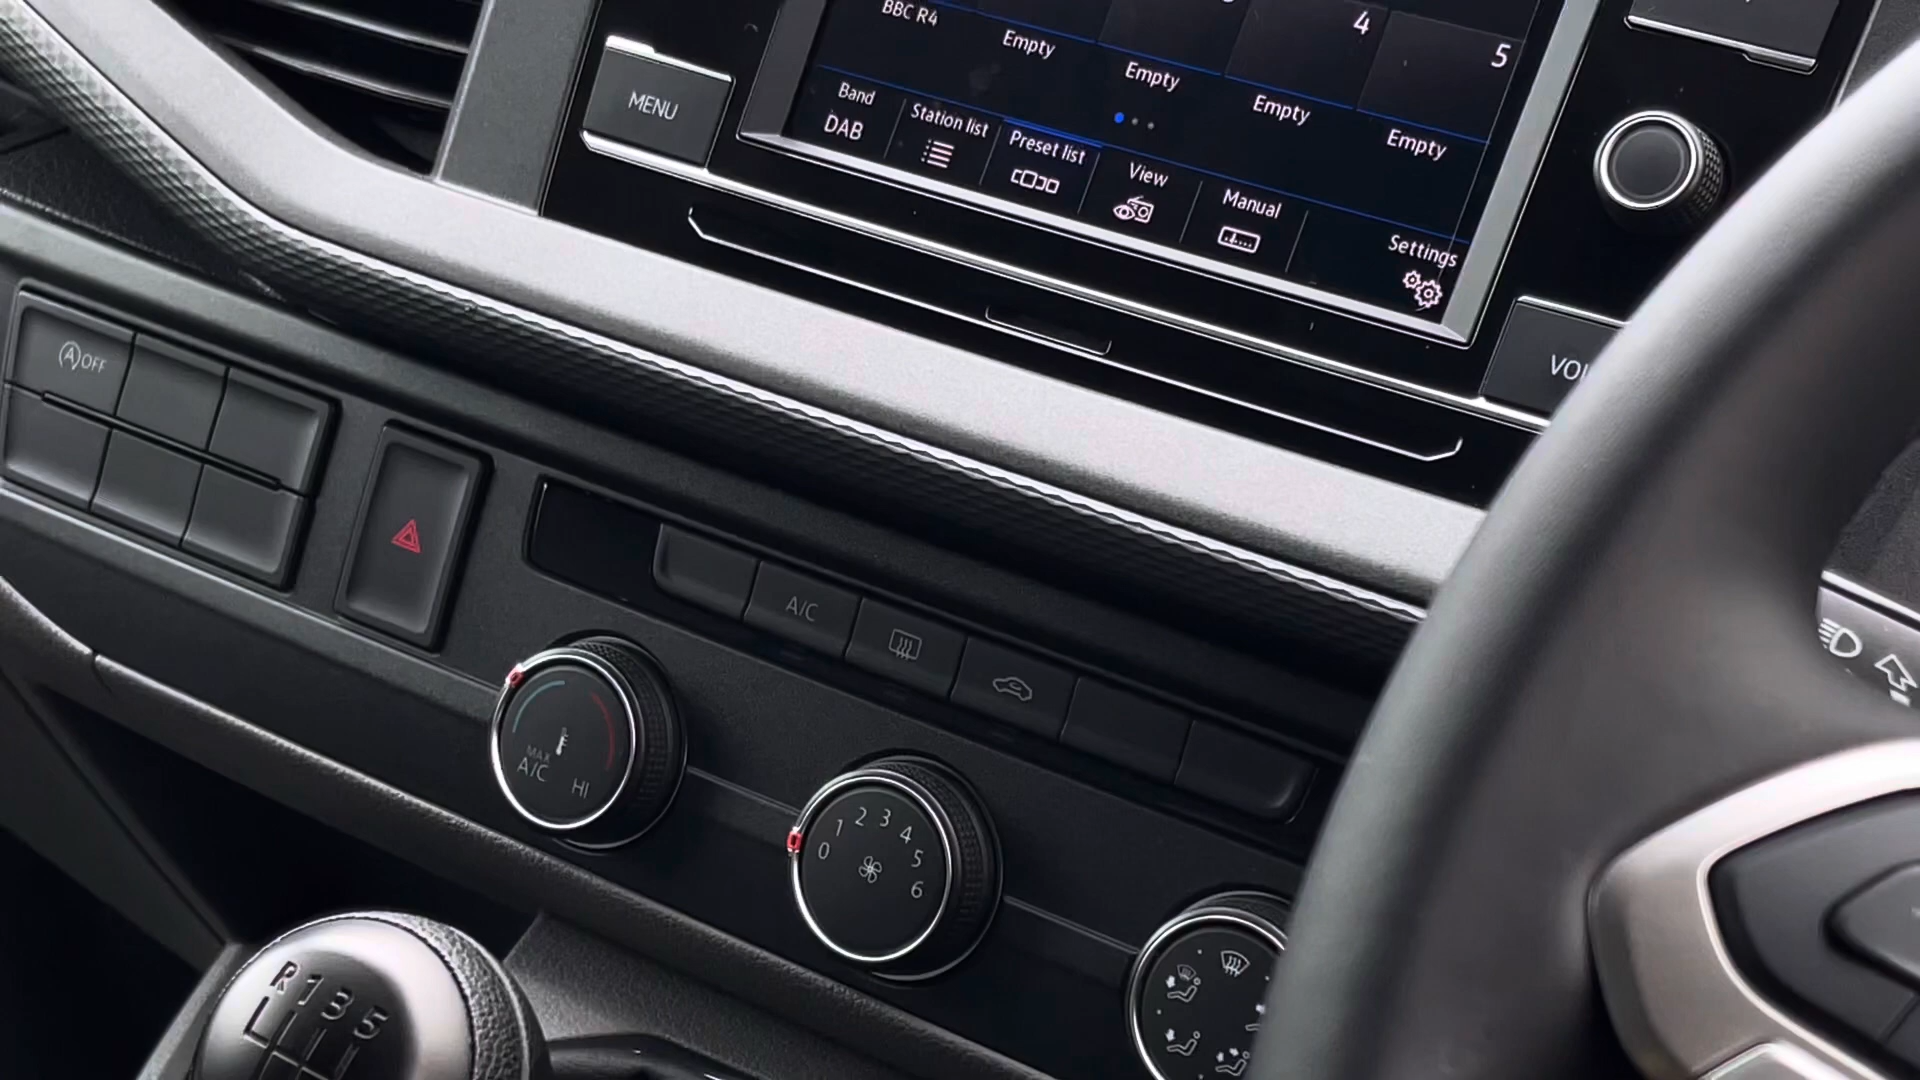 BBC R4
Empty
Empty
4
Empty
5
Empty
MENU
Band
DAB
Station list
Preset list
View
Manual
Settings
A OFF
A/C
MAX
A/C
HI
0 1 2 3 4 5 6
R 1 3 5